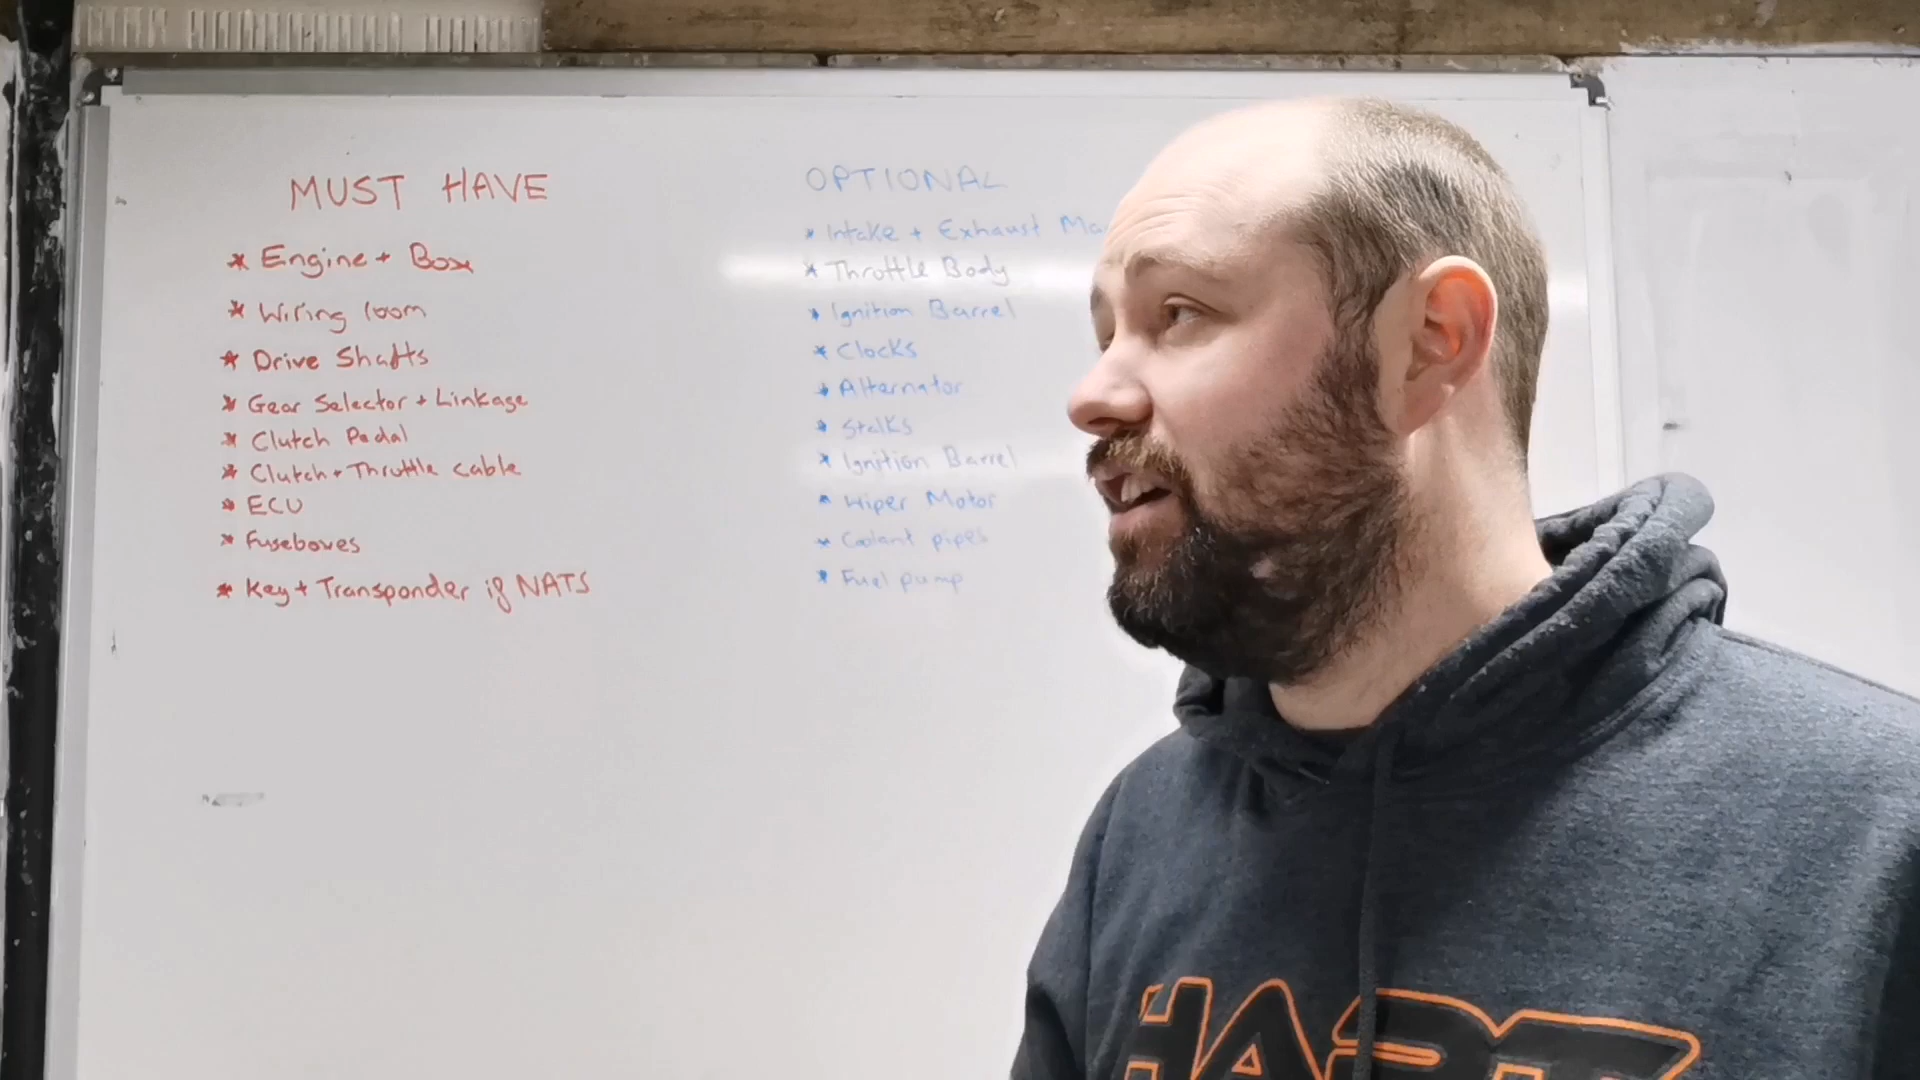 MUST HAVE
* Engine + Box
* Wiring loom
* Drive Shafts
* Gear Selector + Linkage
* Clutch Pedal
* Clutch + Throttle cable
* ECU
* Fuseboxes
* Key + Transponder if NATS
OPTIONAL
* Intake + Exhaust Ma
* Throttle Body
* Ignition Barrel
* Clocks
* Alternator
* Stalks
* Ignition Barrel
* Wiper Motor
* Coolant pipes
* Fuel pump